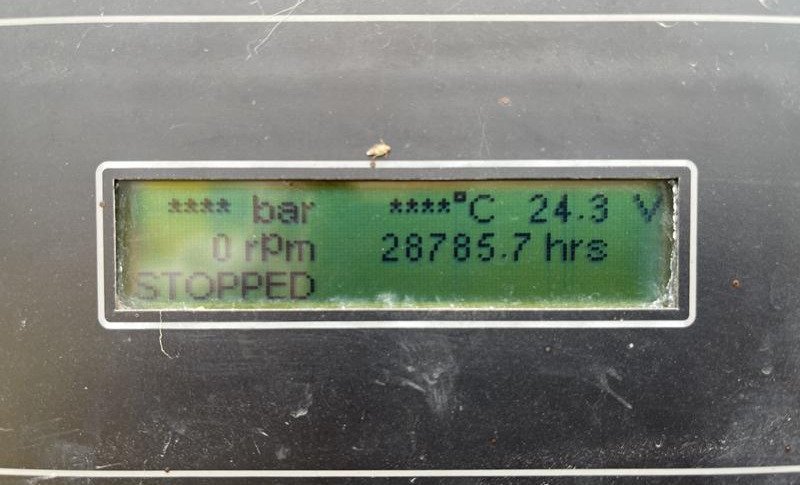 **** bar ****°C 24.3 V
0 rpm 28785.7 hrs
STOPPED